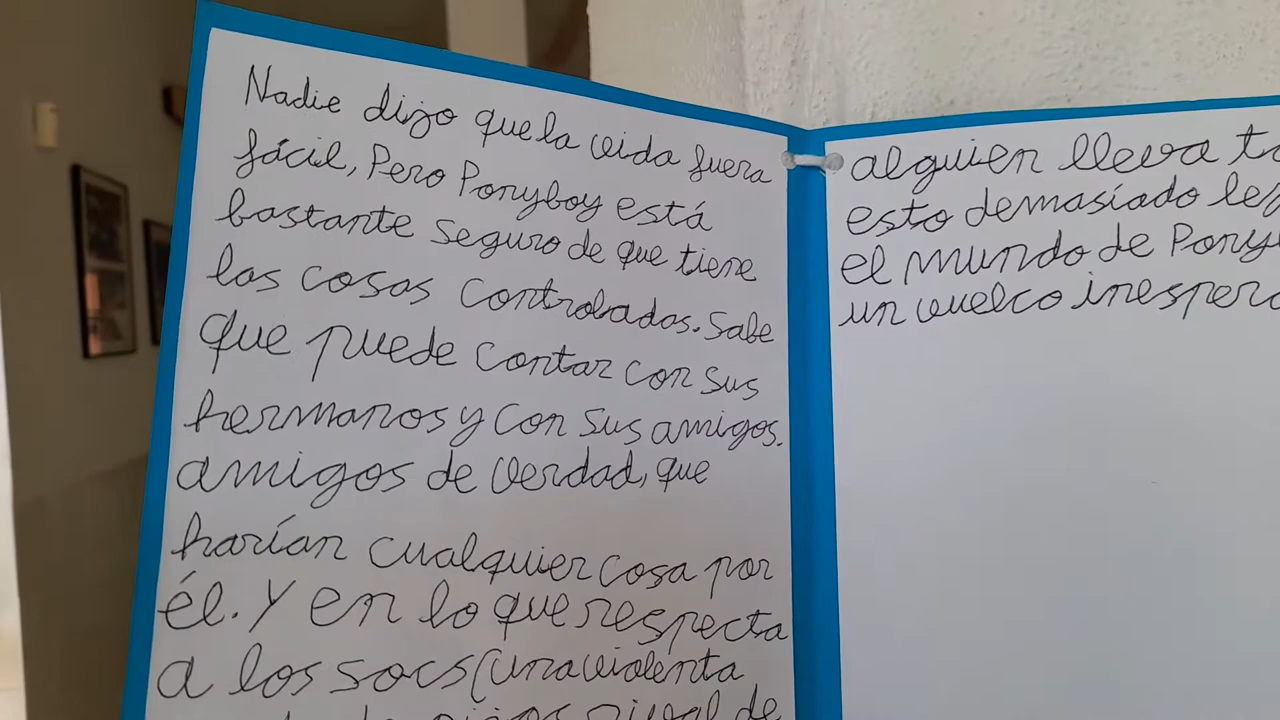 Nadie dijo que la vida fuera
fácil, Pero Ponyboy está
bastante seguro de que tiene
las cosas controladas. Sabe
que puede contar con sus
hermanos y con sus amigos.
amigos de verdad, que
harían cualquier cosa por
él. Y en lo que respecta
a los socs (una violenta
rival de
alguien lleva
esto demasiado
el mundo de
un vuelco